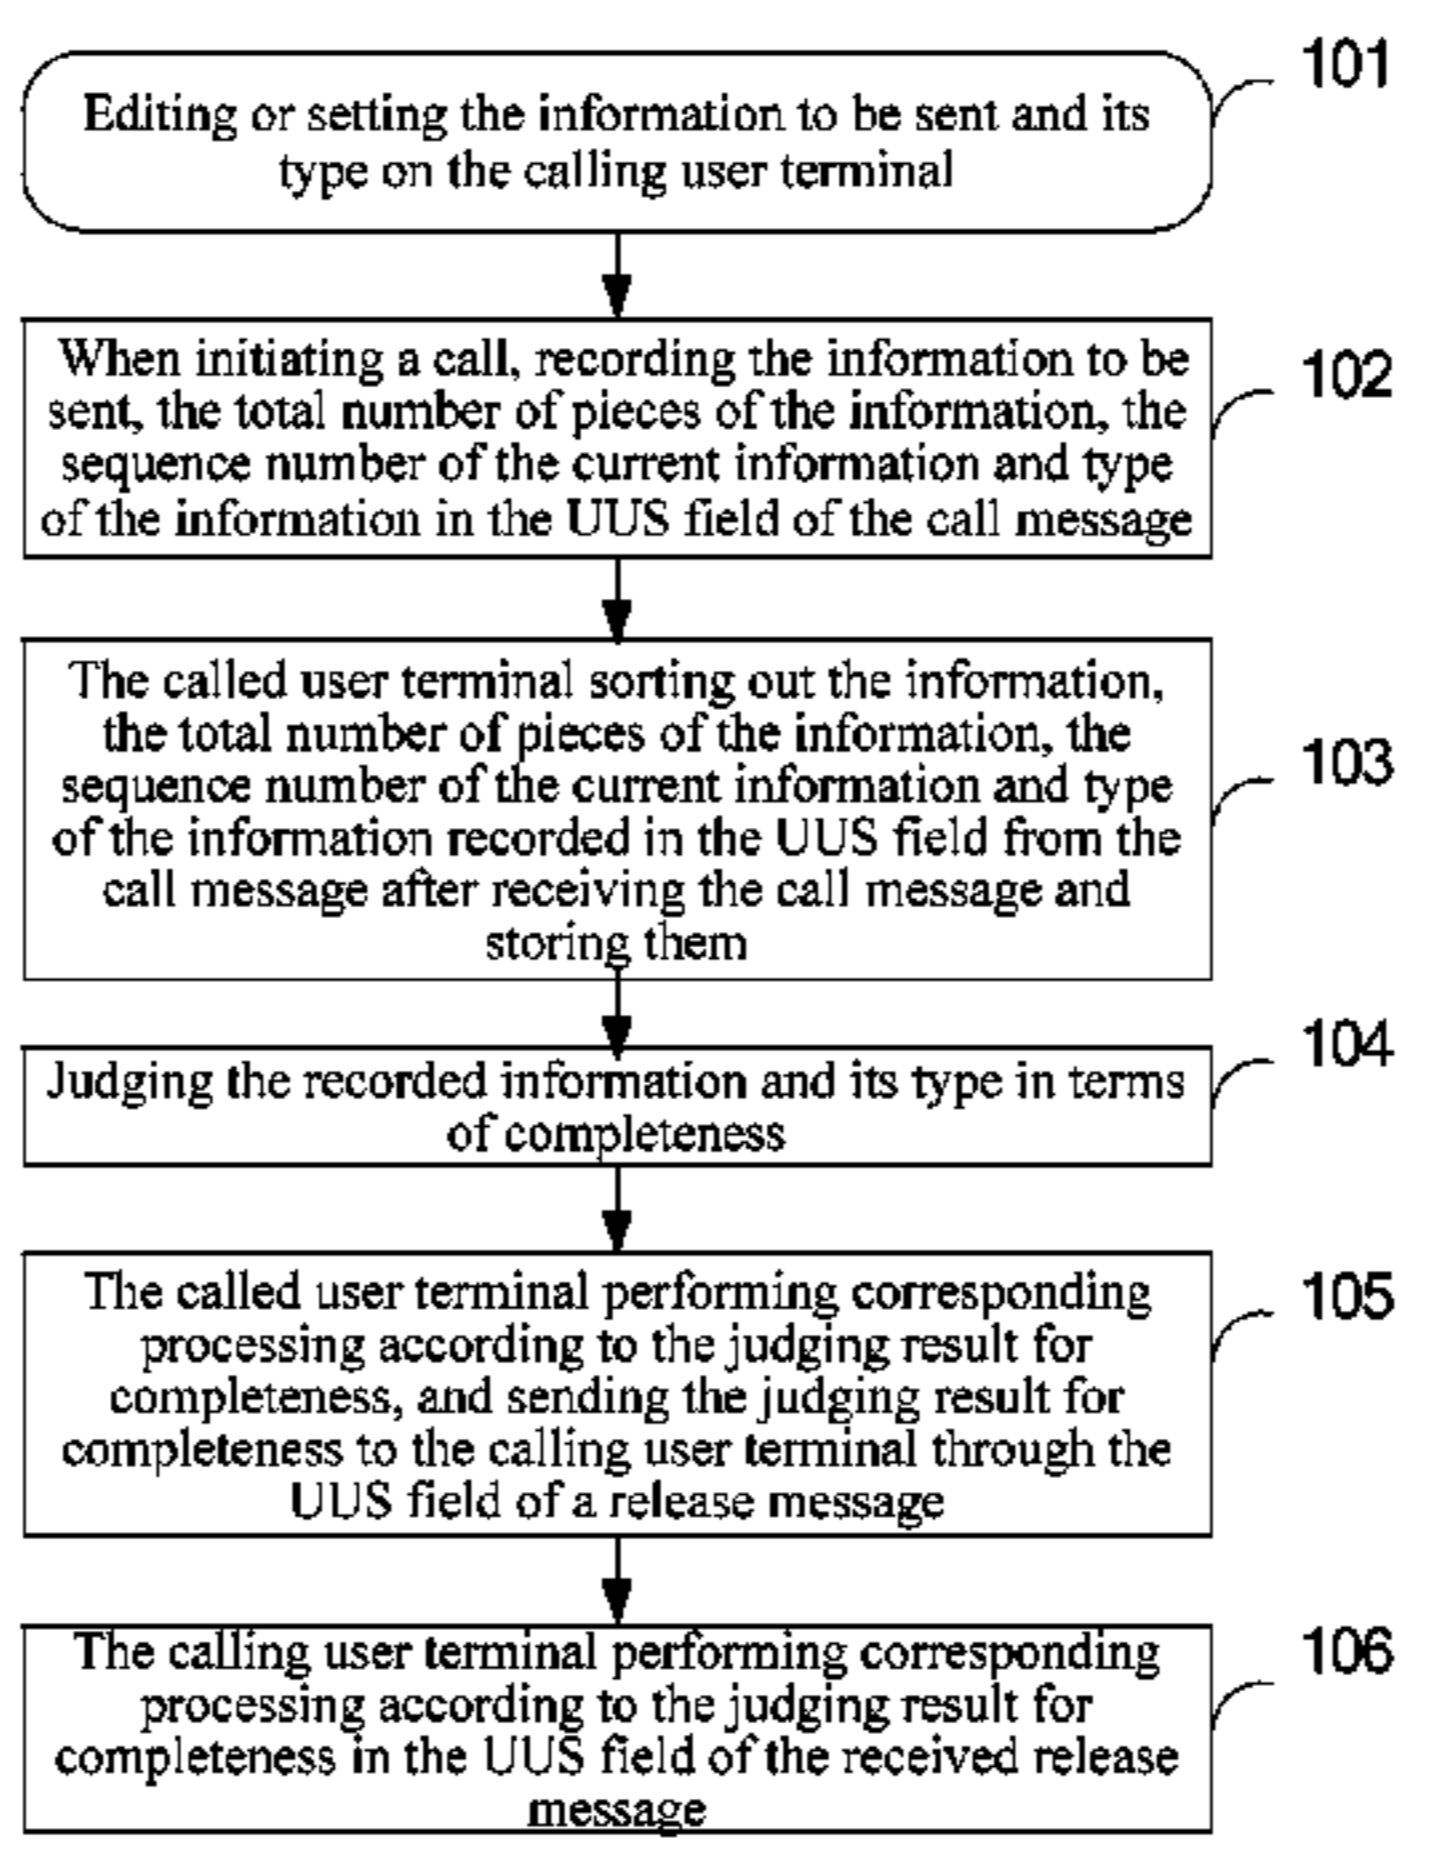 101
Editing or setting the information to be sent and its
type on the calling user terminal
When initiating a call, recording the information to be
sent, the total number of pieces of the information, the
sequence number of the current information and type
of the information in the UUS field of the call message
102
The called user terminal sorting out the information,
the total number of pieces of the information, the
sequence number of the current information and type
of the information recorded in the UUS field from the
call message after receiving the call message and
storing them
103
Judging the recorded information and its type in terms
of completeness
104
The called user terminal performing corresponding
processing according to the judging result for
completeness, and sending the judging result for
completeness to the calling user terminal through the
UUS field of a release message
105
The calling user terminal performing corresponding
processing according to the judging result for
completeness in the UUS field of the received release
message
106